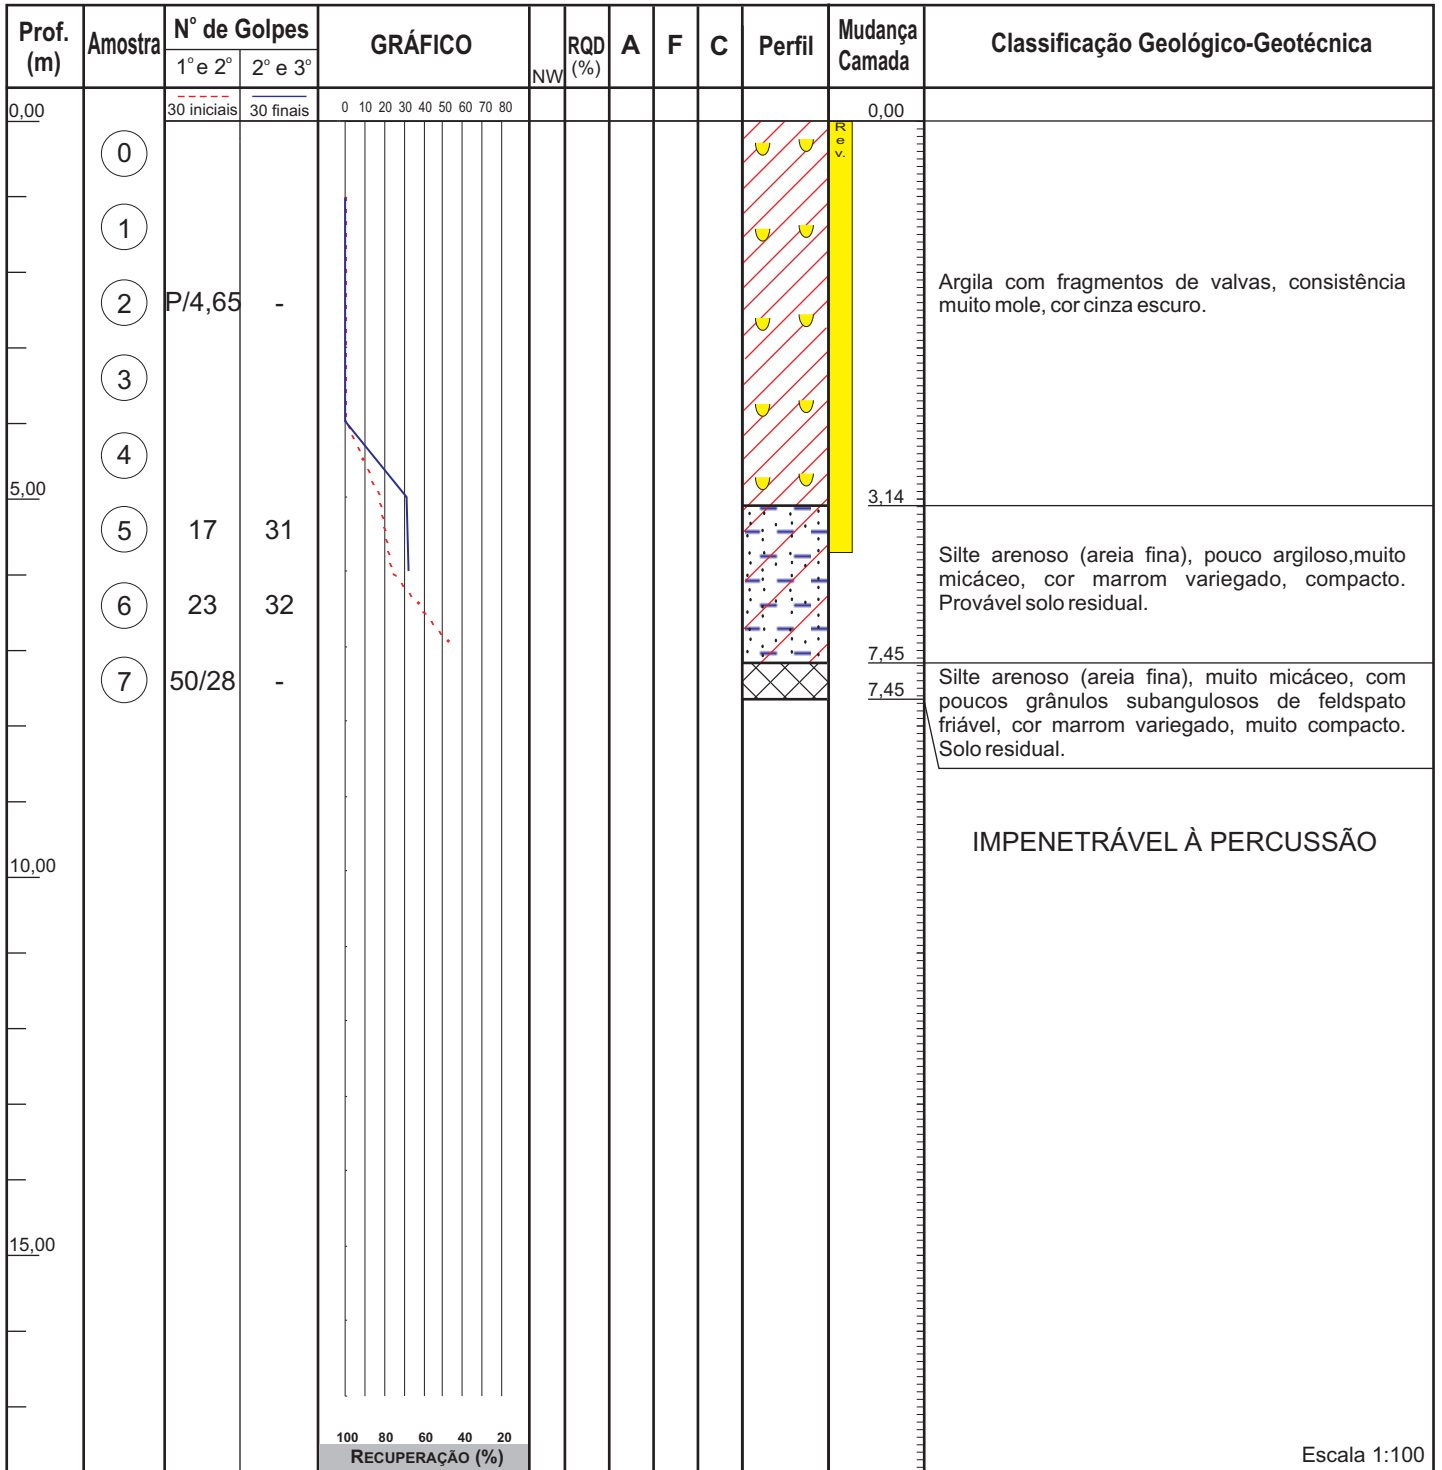 Prof. (m) Amostra N° de Golpes GRÁFICO NW RQD (%) A F C Perfil Mudança Camada Classificação Geológico-Geotécnica
1° e 2° 2° e 3°
30 iniciais 30 finais 0 10 20 30 40 50 60 70 80
0,00 0,00
Rev.
0
1
2 P/4,65 -
Argila com fragmentos de valvas, consistência
muito mole, cor cinza escuro.
3
4
5,00 3,14
5 17 31
Silte arenoso (areia fina), pouco argiloso,muito
micáceo, cor marrom variegado, compacto.
Provável solo residual.
6 23 32
7,45
7 50/28 -
7,45
Silte arenoso (areia fina), muito micáceo, com
poucos grânulos subangulosos de feldspato
friável, cor marrom variegado, muito compacto.
Solo residual.
IMPENETRÁVEL À PERCUSSÃO
10,00
15,00
100 80 60 40 20
RECUPERAÇÃO (%)
Escala 1:100